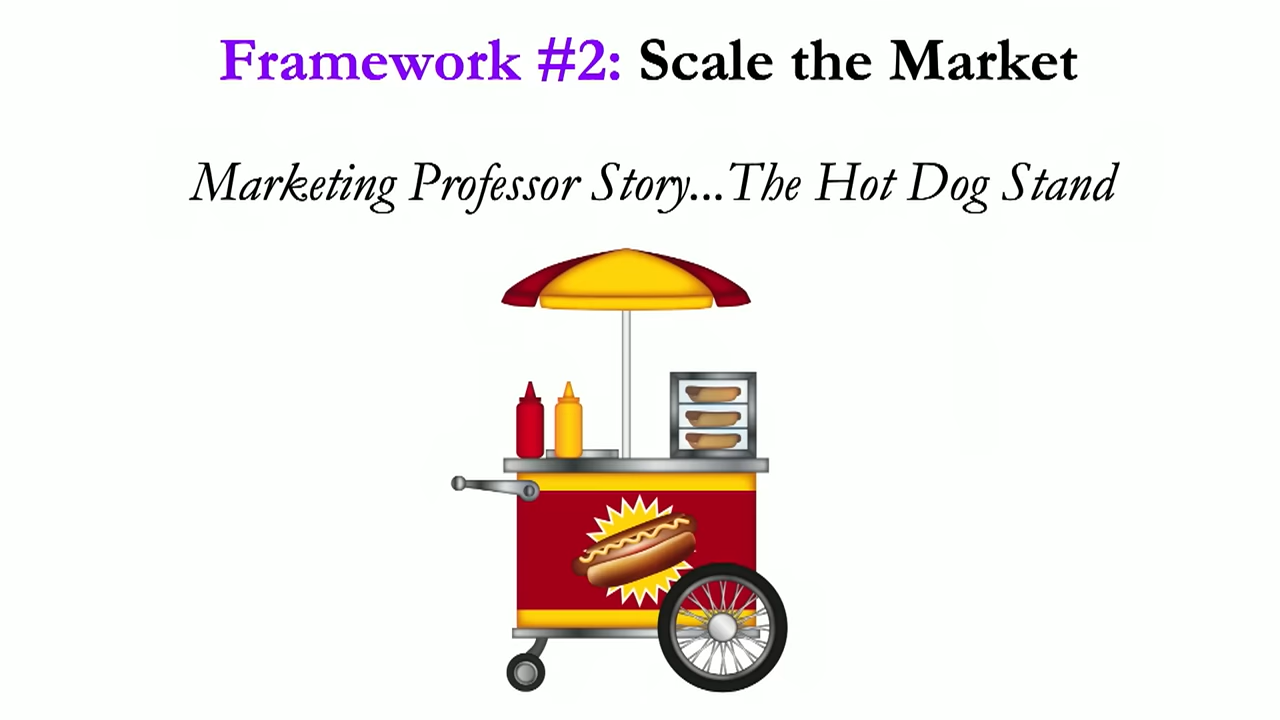 Framework #2: Scale the Market
Marketing Professor Story...The Hot Dog Stand